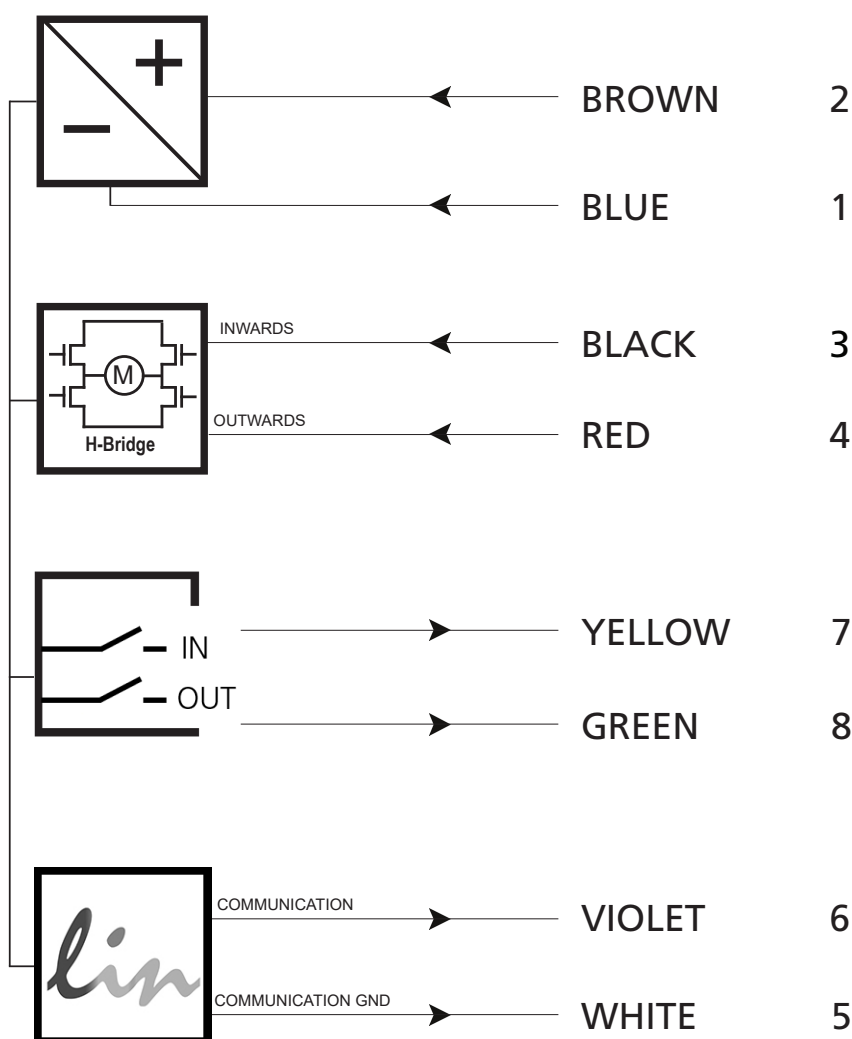 +
−
BROWN 2
BLUE 1
INWARDS
BLACK 3
M
OUTWARDS
RED 4
H-Bridge
YELLOW 7
IN
OUT
GREEN 8
COMMUNICATION
VIOLET 6
lin
COMMUNICATION GND
WHITE 5